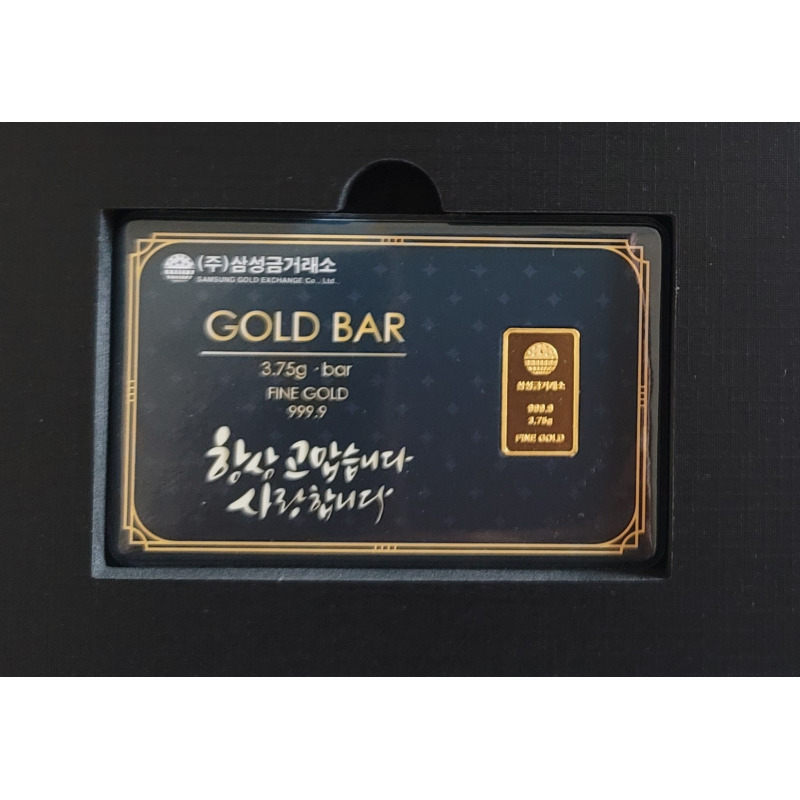 (주)삼성금거래소
SAMSUNG GOLD EXCHANGE Co., Ltd.
GOLD BAR
3.75g · bar
FINE GOLD
999.9
항상 고맙습니다
사랑합니다
삼성금거래소
999.9
3.75g
FINE GOLD